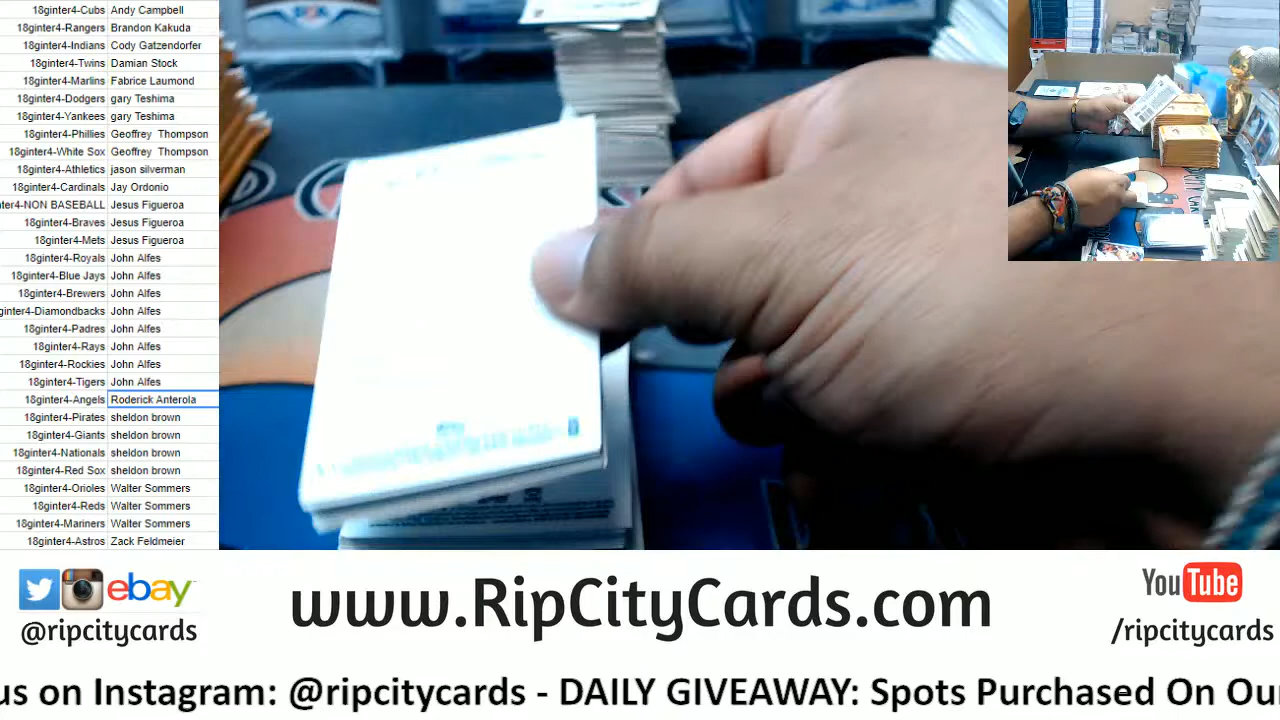 18ginter4-Cubs Andy Campbell
18ginter4-Rangers Brandon Kakuda
18ginter4-Indians Cody Gatzendorfer
18ginter4-Twins Damian Stock
18ginter4-Marlins Fabrice Laumond
18ginter4-Dodgers gary Teshima
18ginter4-Yankees gary Teshima
18ginter4-Phillies Geoffrey Thompson
18ginter4-White Sox Geoffrey Thompson
18ginter4-Athletics jason silverman
18ginter4-Cardinals Jay Ordonio
nter4-NON BASEBALL Jesus Figueroa
18ginter4-Braves Jesus Figueroa
18ginter4-Mets Jesus Figueroa
18ginter4-Royals John Alfes
18ginter4-Blue Jays John Alfes
18ginter4-Brewers John Alfes
ginter4-Diamondbacks John Alfes
18ginter4-Padres John Alfes
18ginter4-Rays John Alfes
18ginter4-Rockies John Alfes
18ginter4-Tigers John Alfes
18ginter4-Angels Roderick Anterola
18ginter4-Pirates sheldon brown
18ginter4-Giants sheldon brown
18ginter4-Nationals sheldon brown
18ginter4-Red Sox sheldon brown
18ginter4-Orioles Walter Sommers
18ginter4-Reds Walter Sommers
18ginter4-Mariners Walter Sommers
18ginter4-Astros Zack Feldmeier
ebay
@ripcitycards
www.RipCityCards.com
YouTube
/ripcitycards
us on Instagram: @ripcitycards - DAILY GIVEAWAY: Spots Purchased On Our